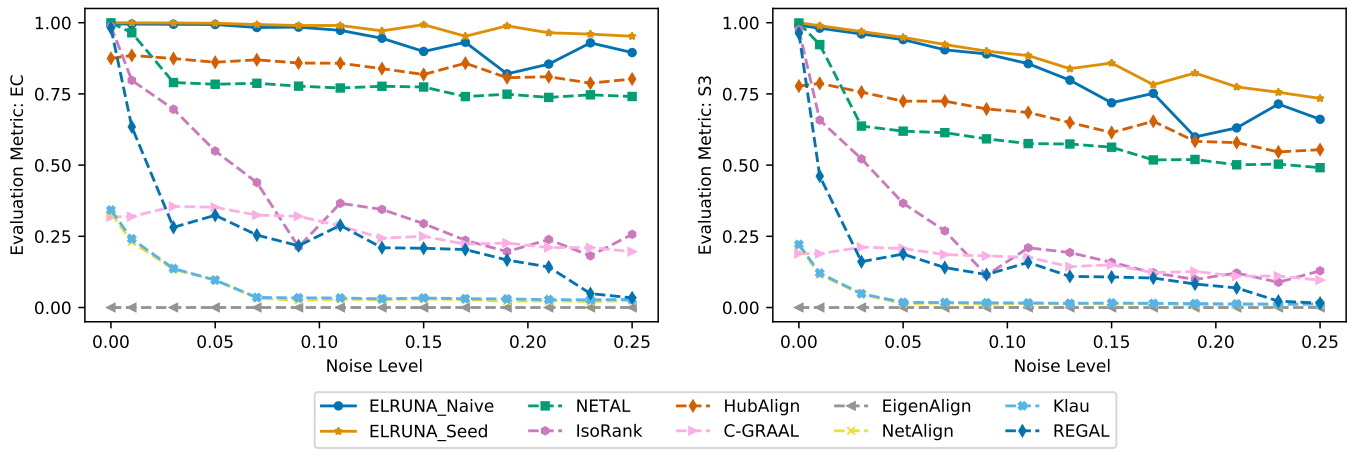 Evaluation Metric: EC
1.00
0.75
0.50
0.25
0.00
0.00 0.05 0.10 0.15 0.20 0.25
Noise Level
Evaluation Metric: S3
1.00
0.75
0.50
0.25
0.00
0.00 0.05 0.10 0.15 0.20 0.25
Noise Level
ELRUNA_Naive NETAL HubAlign EigenAlign Klau
ELRUNA_Seed IsoRank C-GRAAL NetAlign REGAL